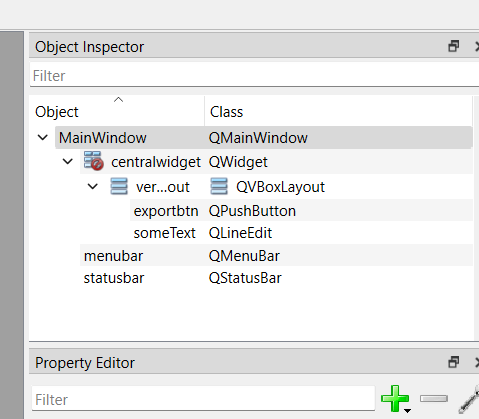 Object Inspector
Filter
Object Class
MainWindow QMainWindow
centralwidget QWidget
ver...out QVBoxLayout
exportbtn QPushButton
someText QLineEdit
menubar QMenuBar
statusbar QStatusBar
Property Editor
Filter